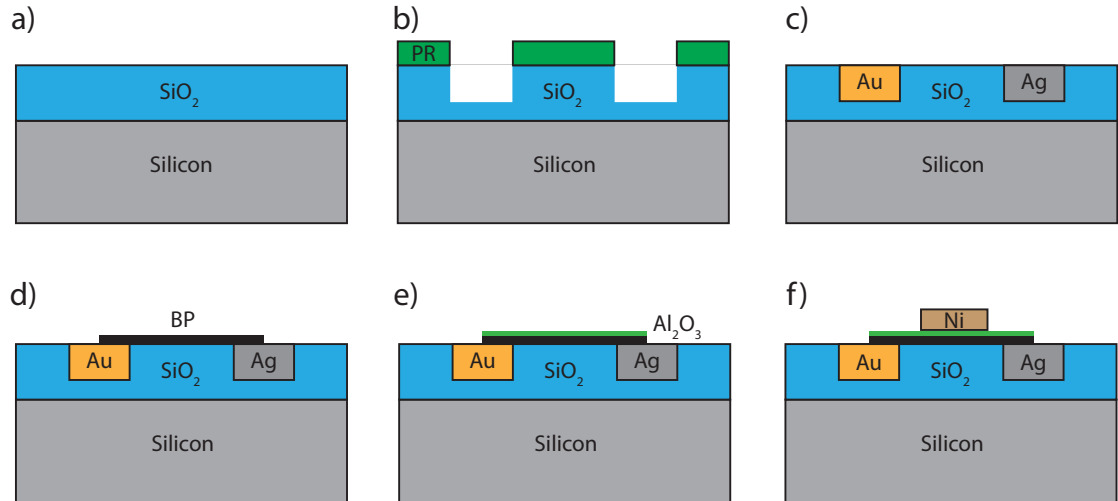 a)
SiO₂
Silicon
b)
PR
SiO₂
Silicon
c)
Au
SiO₂
Ag
Silicon
d)
BP
Au
SiO₂
Ag
Silicon
e)
Al₂O₃
Au
SiO₂
Ag
Silicon
f)
Ni
Au
SiO₂
Ag
Silicon